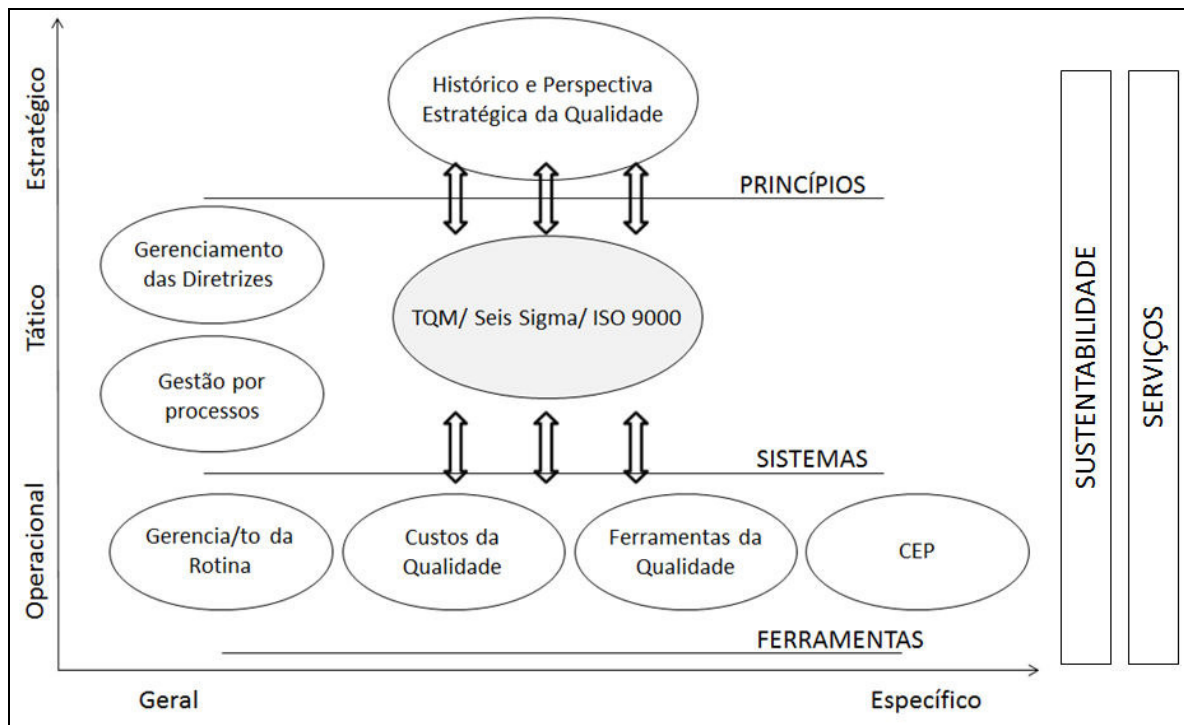 Estratégico
Histórico e Perspectiva
Estratégica da Qualidade
PRINCÍPIOS
Tático
Gerenciamento
das Diretrizes
TQM/ Seis Sigma/ ISO 9000
Gestão por
processos
SISTEMAS
Operacional
Gerencia/to da
Rotina
Custos da
Qualidade
Ferramentas da
Qualidade
CEP
FERRAMENTAS
Geral
Específico
SUSTENTABILIDADE
SERVIÇOS